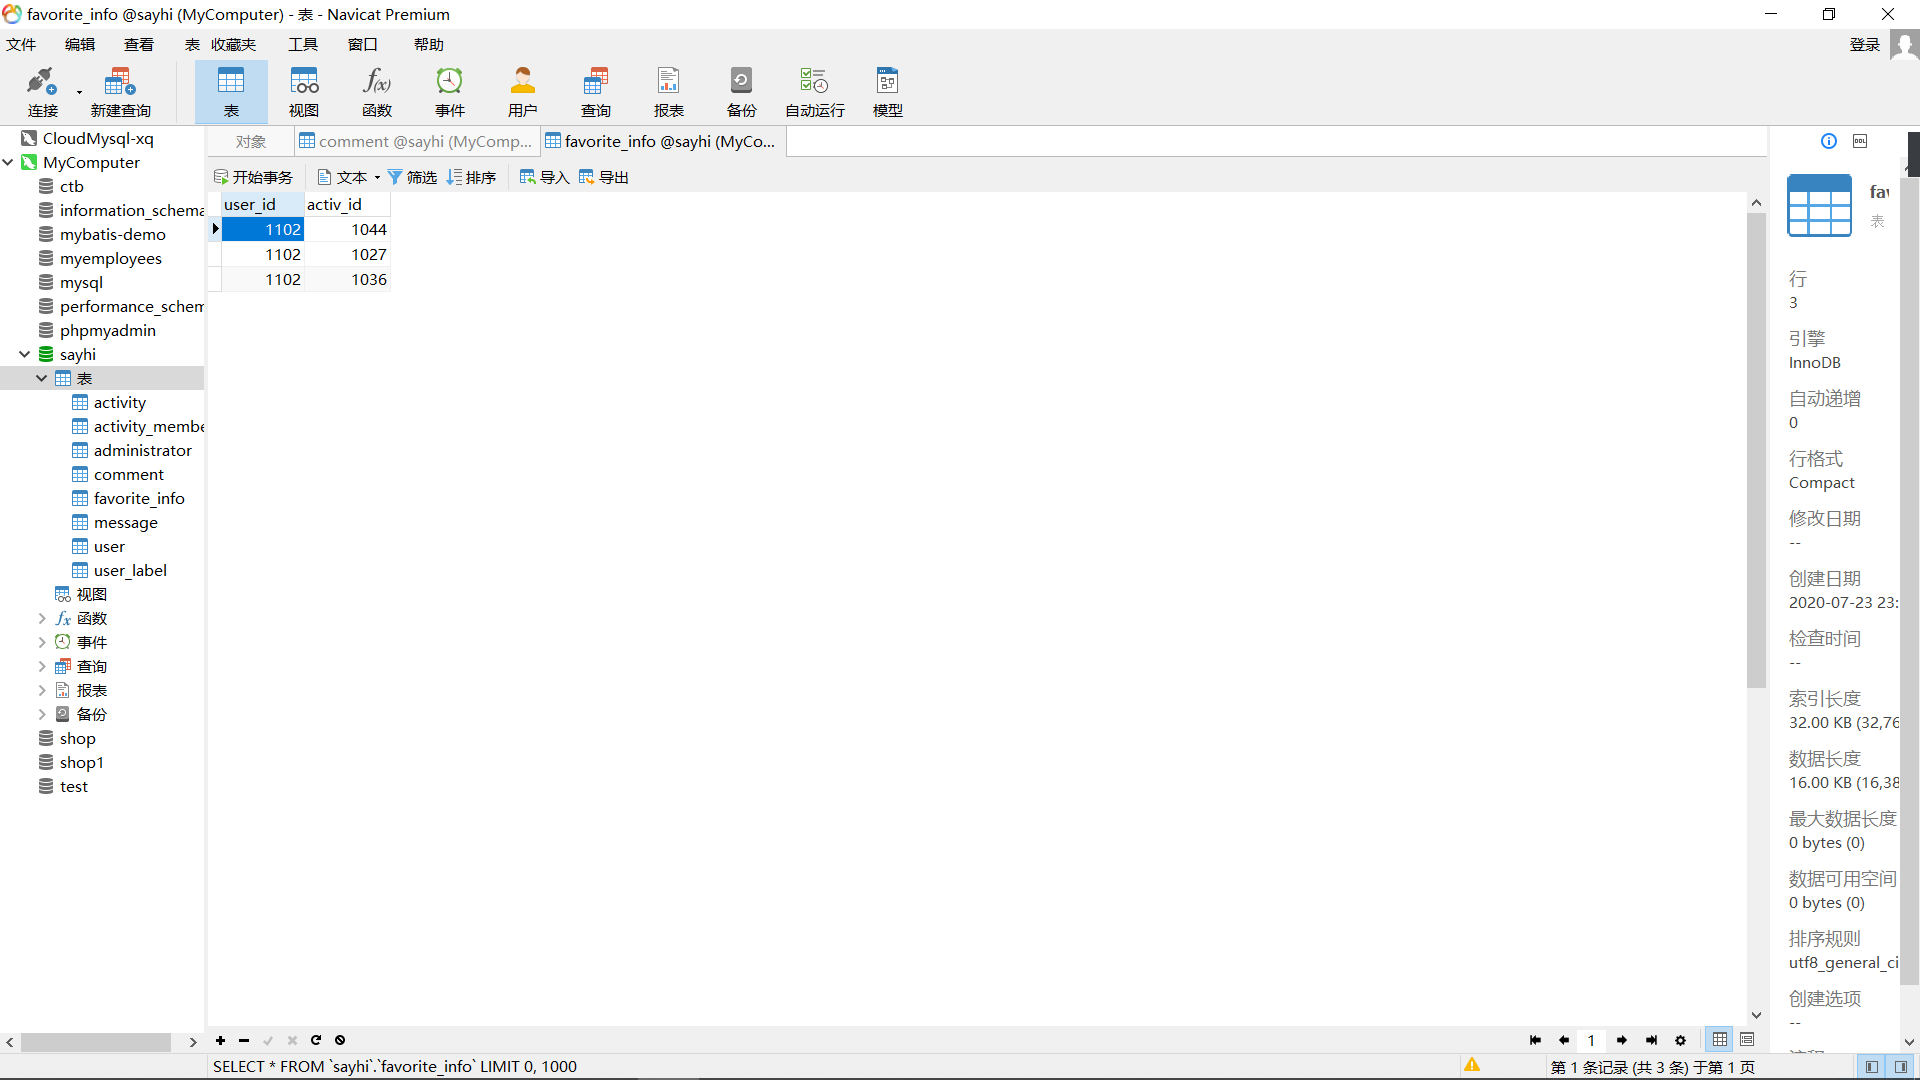 favorite_info @sayhi (MyComputer) - 表 - Navicat Premium
文件 编辑 查看 表 收藏夹 工具 窗口 帮助 登录
连接 新建查询 表 视图 函数 事件 用户 查询 报表 备份 自动运行 模型
CloudMysql-xq
MyComputer
ctb
information_schema
mybatis-demo
myemployees
mysql
performance_schem
phpmyadmin
sayhi
表
activity
activity_membe
administrator
comment
favorite_info
message
user
user_label
视图
函数
事件
查询
报表
备份
shop
shop1
test
对象 comment @sayhi (MyComp... favorite_info @sayhi (MyCo...
开始事务 文本 筛选 排序 导入 导出
user_id activ_id
1102 1044
1102 1027
1102 1036
fav
表
行
3
引擎
InnoDB
自动递增
0
行格式
Compact
修改日期
--
创建日期
2020-07-23 23:
检查时间
--
索引长度
32.00 KB (32,76
数据长度
16.00 KB (16,38
最大数据长度
0 bytes (0)
数据可用空间
0 bytes (0)
排序规则
utf8_general_ci
创建选项
--
1
SELECT * FROM `sayhi`.`favorite_info` LIMIT 0, 1000
第 1 条记录 (共 3 条) 于第 1 页